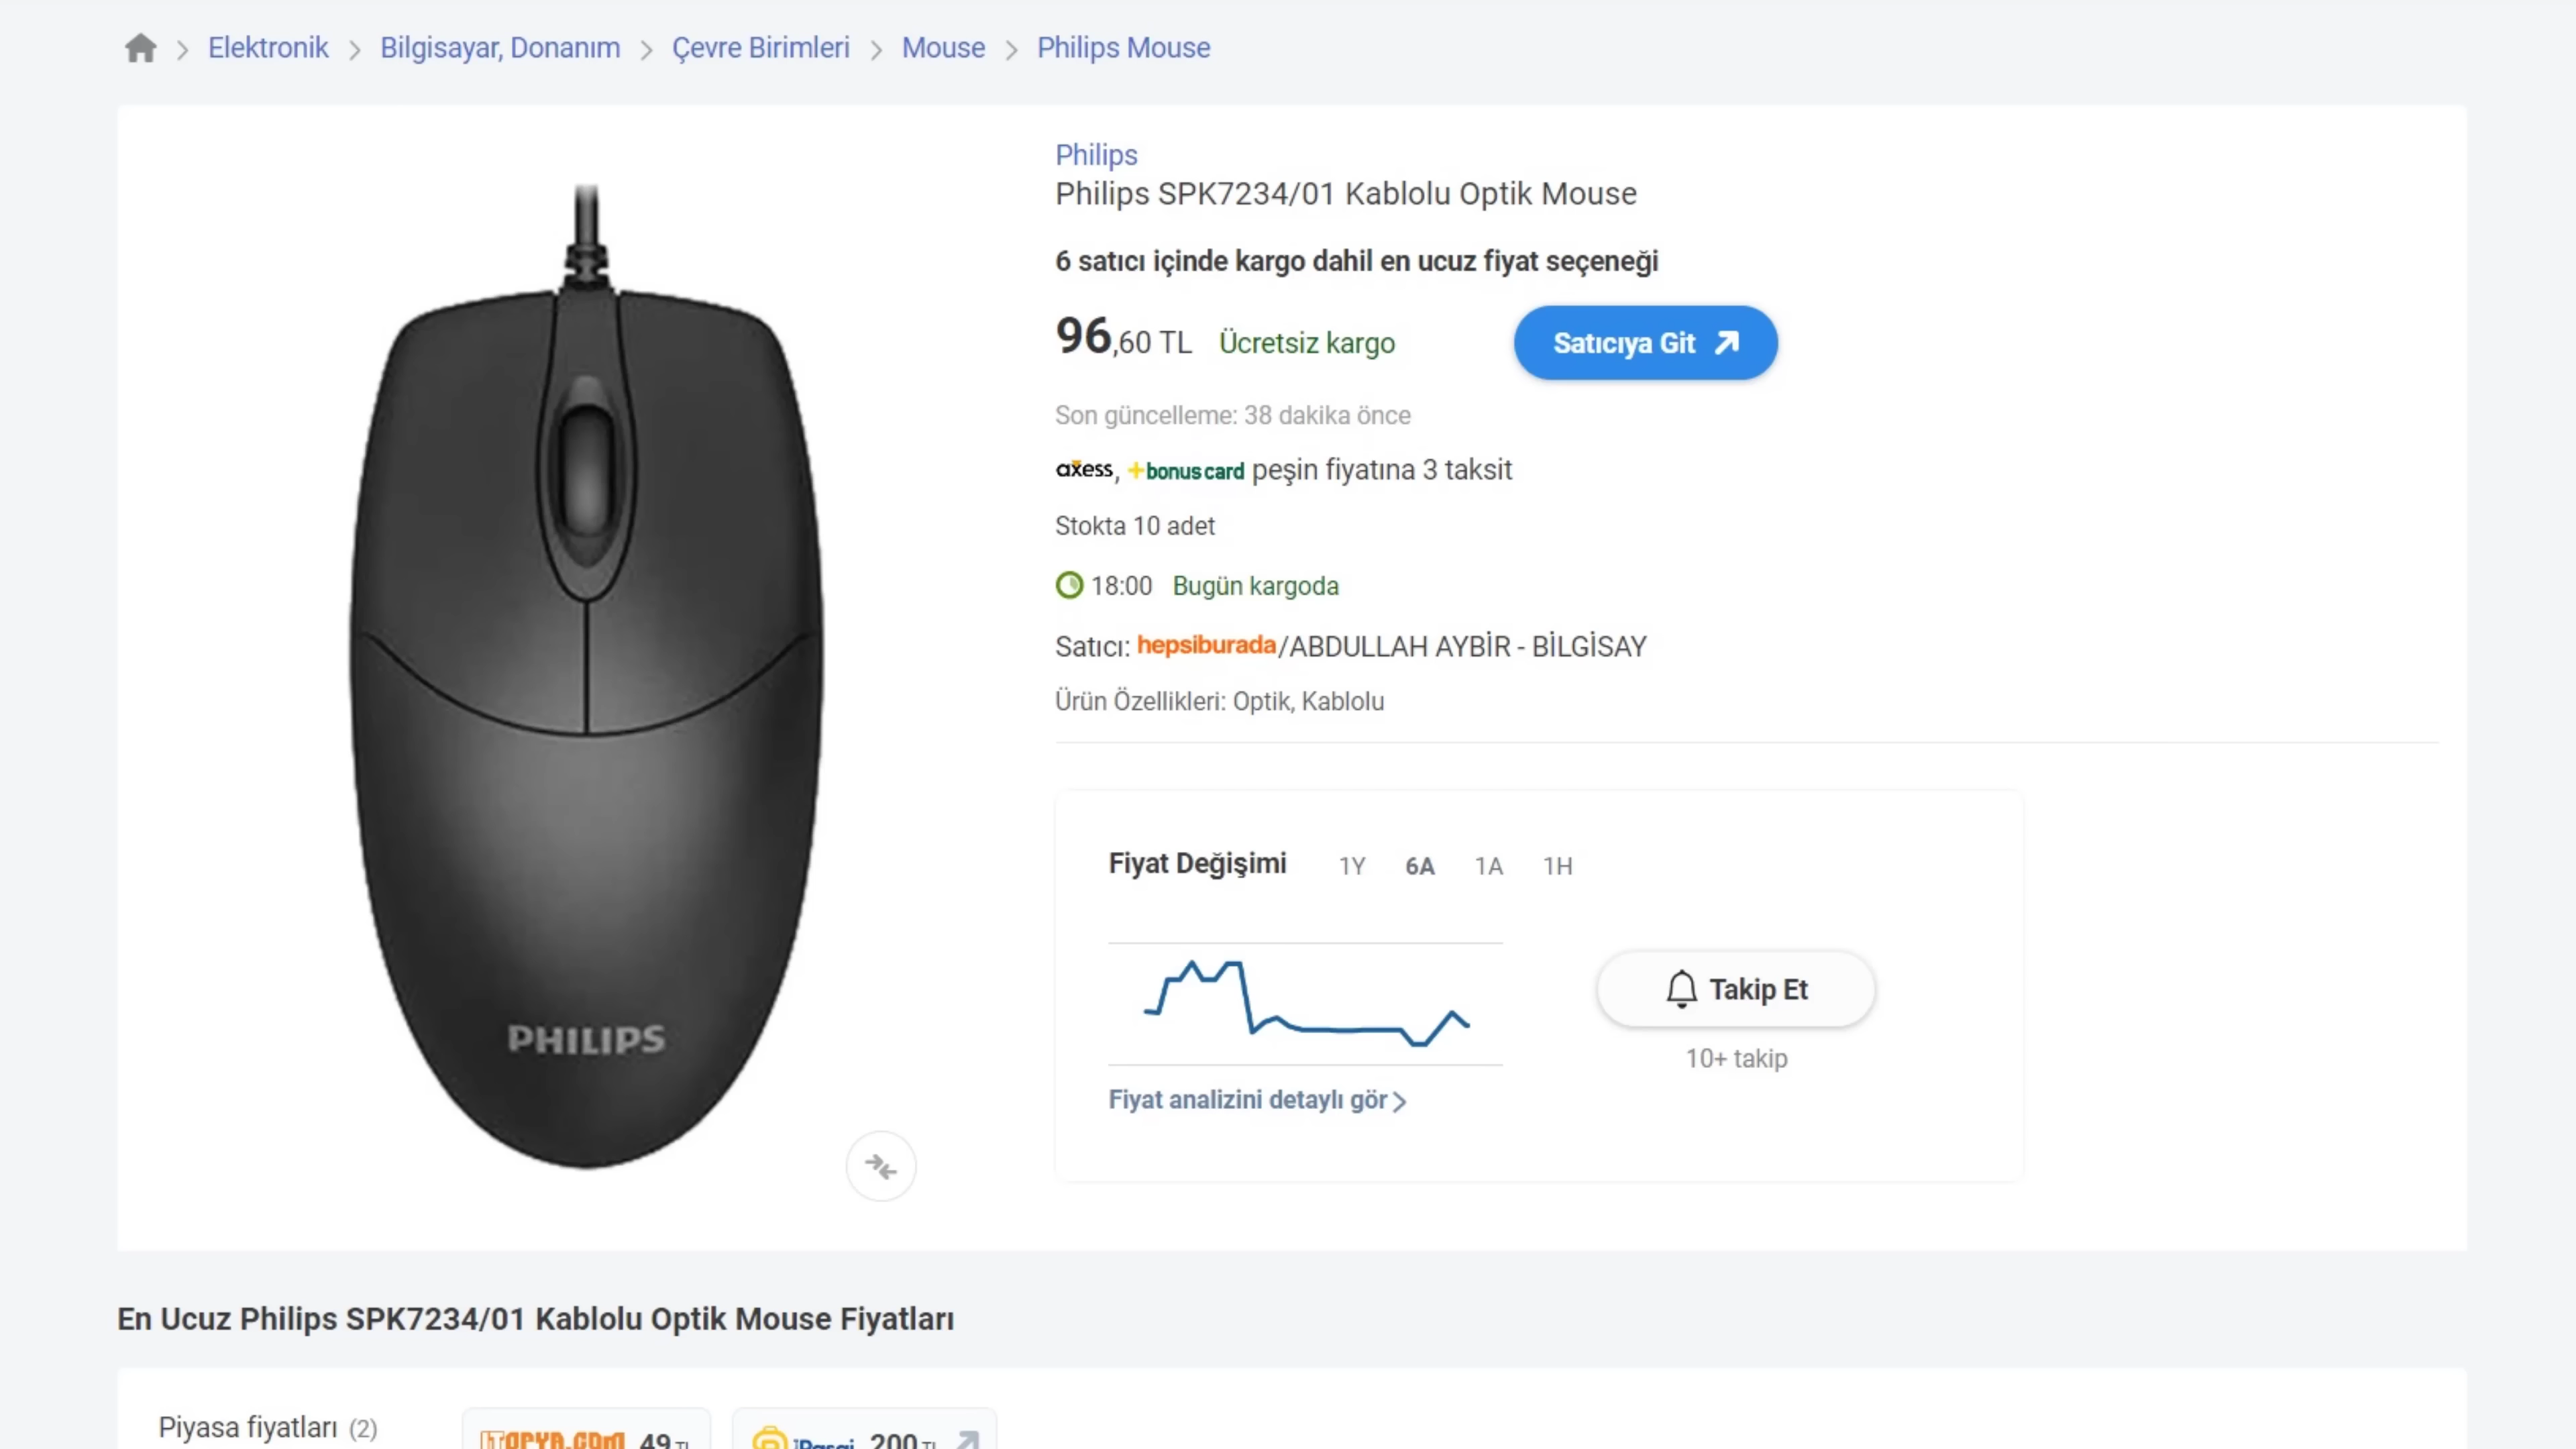 Elektronik > Bilgisayar, Donanım > Çevre Birimleri > Mouse > Philips Mouse
Philips
Philips SPK7234/01 Kablolu Optik Mouse
6 satıcı içinde kargo dahil en ucuz fiyat seçeneği
96,60 TL Ücretsiz kargo Satıcıya Git
Son güncelleme: 38 dakika önce
axess, +bonus card peşin fiyatına 3 taksit
Stokta 10 adet
18:00 Bugün kargoda
Satıcı: hepsiburada/ABDULLAH AYBİR - BİLGİSAY
Ürün Özellikleri: Optik, Kablolu
Fiyat Değişimi 1Y 6A 1A 1H
Takip Et
10+ takip
Fiyat analizini detaylı gör
PHILIPS
En Ucuz Philips SPK7234/01 Kablolu Optik Mouse Fiyatları
Piyasa fiyatları (2) 49 TL 200 TL